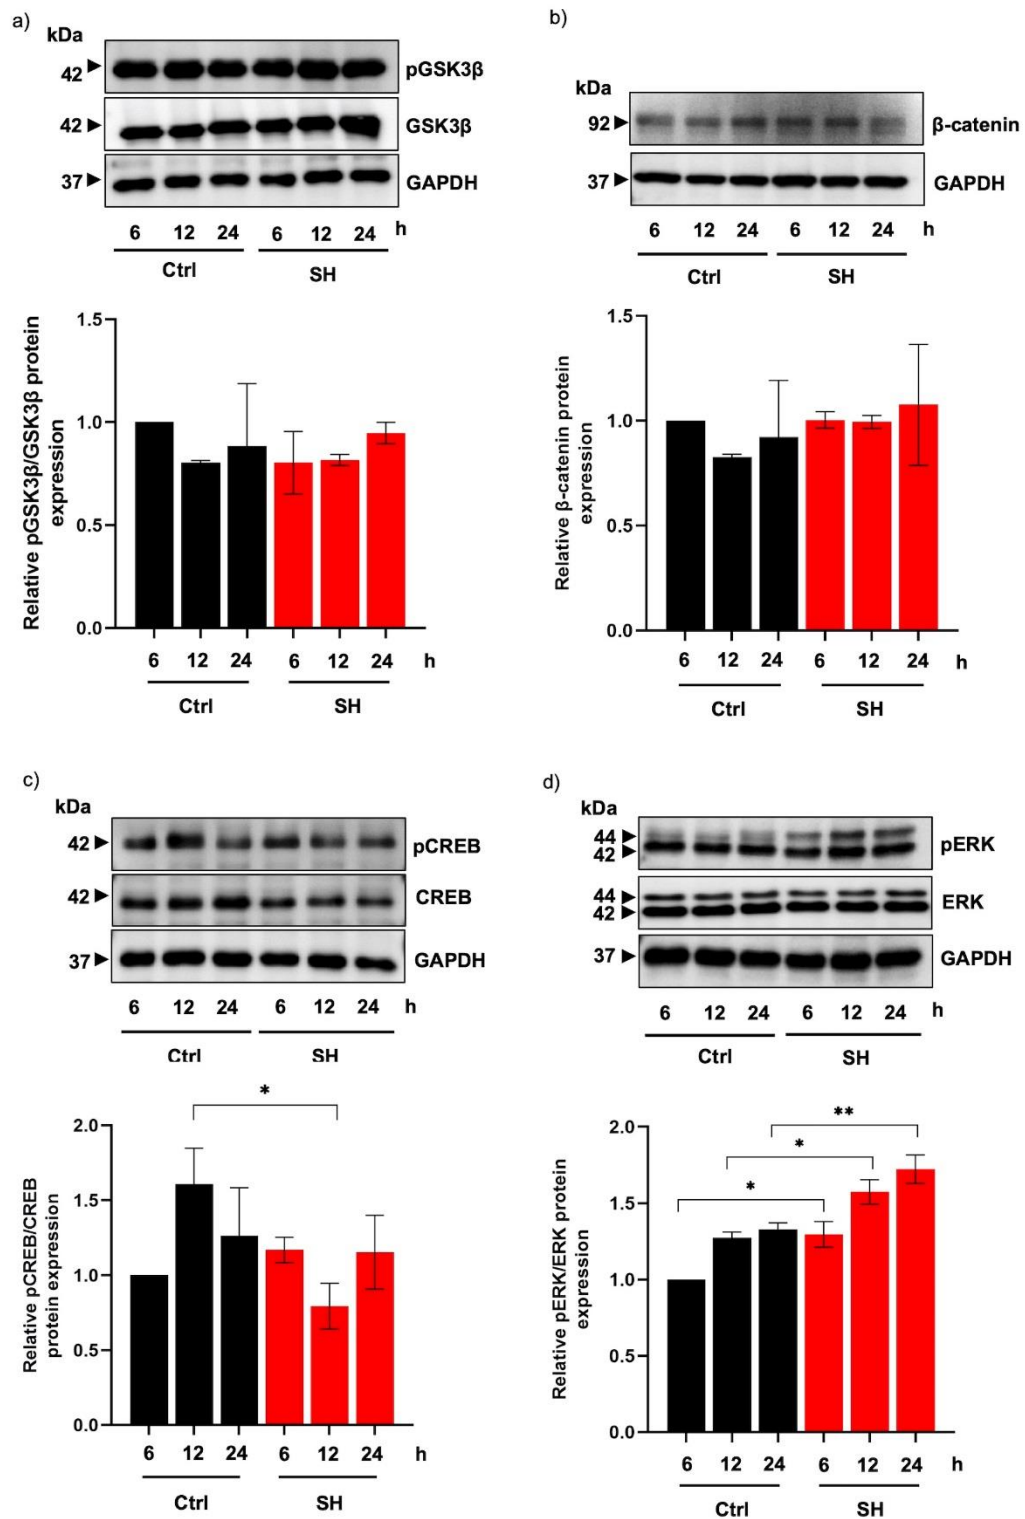 a)
kDa
42 pGSK3β
42 GSK3β
37 GAPDH
6 12 24 6 12 24 h
Ctrl SH
Relative pGSK3β/GSK3β protein
expression
1.5
1.0
0.5
0.0
6 12 24 6 12 24 h
Ctrl SH
b)
kDa
92 β-catenin
37 GAPDH
6 12 24 6 12 24 h
Ctrl SH
Relative β-catenin protein
expression
1.5
1.0
0.5
0.0
6 12 24 6 12 24 h
Ctrl SH
c)
kDa
42 pCREB
42 CREB
37 GAPDH
6 12 24 6 12 24 h
Ctrl SH
*
Relative pCREB/CREB
protein expression
2.0
1.5
1.0
0.5
0.0
6 12 24 6 12 24 h
Ctrl SH
d)
kDa
44
42 pERK
44
42 ERK
37 GAPDH
6 12 24 6 12 24 h
Ctrl SH
**
*
*
Relative pERK/ERK protein
expression
2.0
1.5
1.0
0.5
0.0
6 12 24 6 12 24 h
Ctrl SH